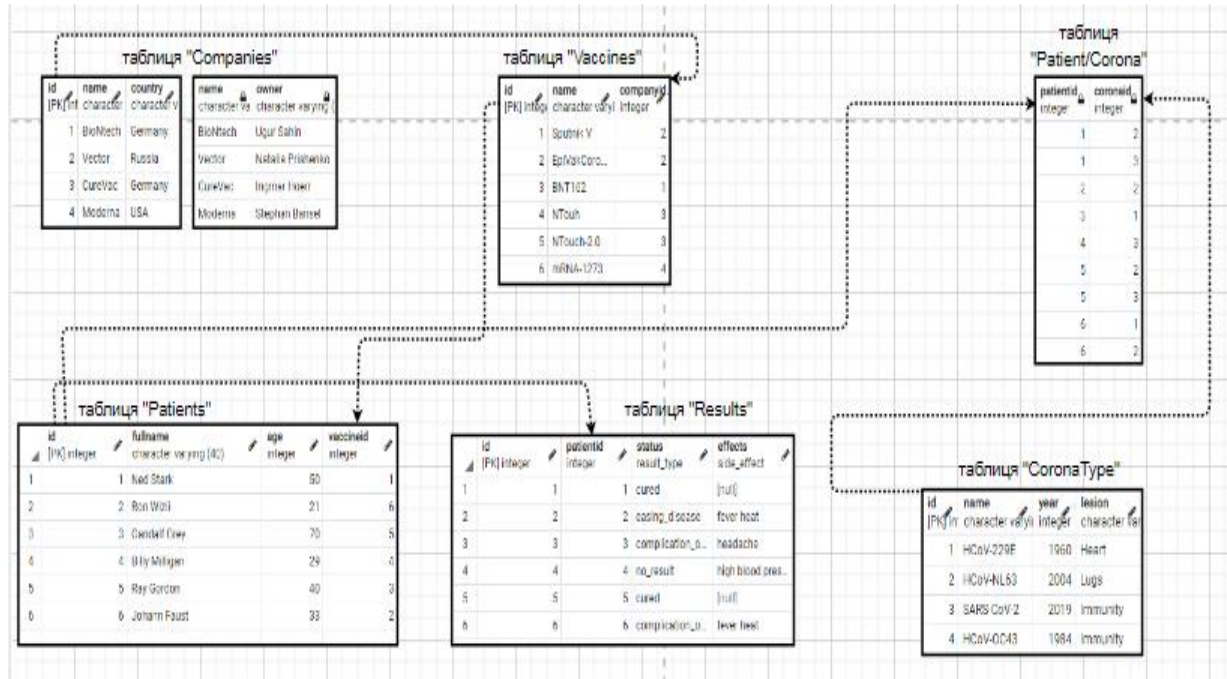 таблиця "Companies"
id name country
[PK] int character character v
1 BioNtech Germany
2 Vector Russia
3 CureVac Germany
4 Moderna USA
name owner
character va character varying (
BioNtech Ugur Sahin
Vector Natalia Prishenko
CureVac Ingmar Hoerr
Moderna Stephan Bansel
таблиця "Vaccines"
id name companyid
[PK] intege character varyi integer
1 Sputnik V 2
2 EpiVakCoro... 2
3 BNT162 1
4 NTouh 3
5 NTouch-2.0 3
6 mRNA-1273 4
таблиця
"Patient/Corona"
patientid coronaid
integer integer
1 2
1 3
2 2
3 1
4 3
5 2
5 3
6 1
6 2
таблиця "Patients"
id fullname age vaccineid
[PK] integer character varying (40) integer integer
1 1 Ned Stark 50 1
2 2 Ron 21 6
3 3 Gandalf Grey 70 5
4 4 Billy Milligan 29 4
5 5 Ray Gordon 40 3
6 6 Johann Faust 33 2
таблиця "Results"
id patientid status effects
[PK] integer integer result_type side_effect
1 1 1 cured [null]
2 2 2 easing_disease fever heat
3 3 3 complication_o... headache
4 4 4 no_result high blood pres...
5 5 5 cured [null]
6 6 6 complication_o... fever heat
таблиця "CoronaType"
id name year lesion
[PK] in character varyi integer character var
1 HCoV-229E 1960 Heart
2 HCoV-NL63 2004 Lugs
3 SARS-CoV-2 2019 Immunity
4 HCoV-OC43 1984 Immunity